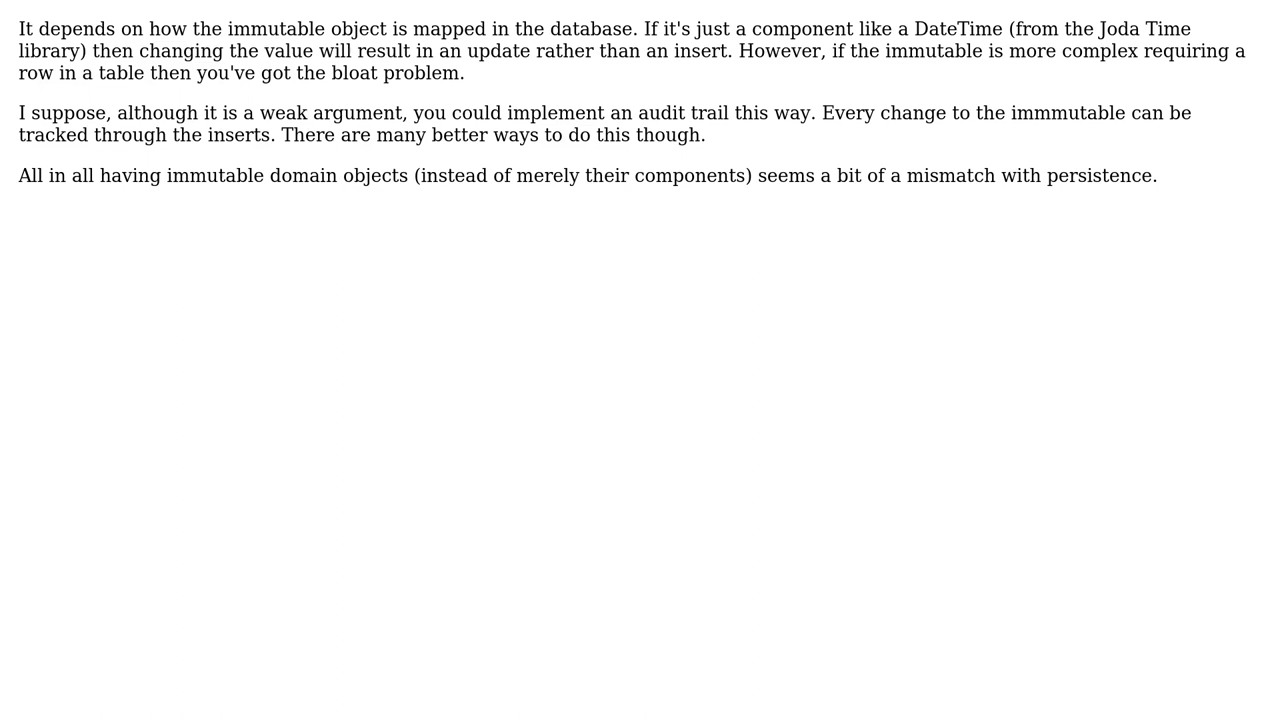 It depends on how the immutable object is mapped in the database. If it's just a component like a DateTime (from the Joda Time
library) then changing the value will result in an update rather than an insert. However, if the immutable is more complex requiring a
row in a table then you've got the bloat problem.
I suppose, although it is a weak argument, you could implement an audit trail this way. Every change to the immmutable can be
tracked through the inserts. There are many better ways to do this though.
All in all having immutable domain objects (instead of merely their components) seems a bit of a mismatch with persistence.